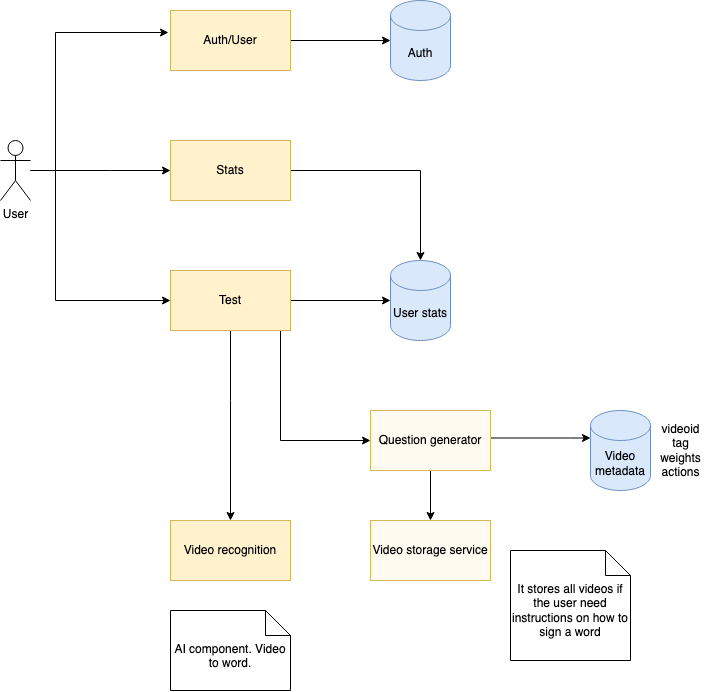 Auth/User
Auth
Stats
User
Test
User stats
Question generator
Video
metadata
videoid
tag
weights
actions
Video recognition
Video storage service
It stores all videos if
the user need
instructions on how to
sign a word
AI component. Video
to word.